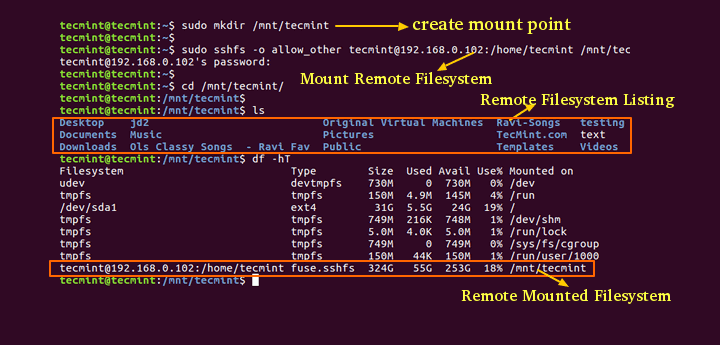 tecmint@tecmint:~$ sudo mkdir /mnt/tecmint
create mount point
tecmint@tecmint:~$
tecmint@tecmint:~$ sudo sshfs -o allow_other tecmint@192.168.0.102:/home/tecmint /mnt/tec
tecmint@192.168.0.102's password:
tecmint@tecmint:~$
Mount Remote Filesystem
tecmint@tecmint:~$ cd /mnt/tecmint/
tecmint@tecmint:/mnt/tecmint$
Remote Filesystem Listing
tecmint@tecmint:/mnt/tecmint$ ls
Desktop jd2 Original Virtual Machines Ravi-Songs testing
Documents Music Pictures TecMint.com text
Downloads Ols Classy Songs - Ravi Fav Public Templates Videos
tecmint@tecmint:/mnt/tecmint$ df -hT
Filesystem Type Size Used Avail Use% Mounted on
udev devtmpfs 730M 0 730M 0% /dev
tmpfs tmpfs 150M 4.9M 145M 4% /run
/dev/sda1 ext4 31G 5.5G 24G 19% /
tmpfs tmpfs 749M 216K 748M 1% /dev/shm
tmpfs tmpfs 5.0M 4.0K 5.0M 1% /run/lock
tmpfs tmpfs 749M 0 749M 0% /sys/fs/cgroup
tmpfs tmpfs 150M 44K 150M 1% /run/user/1000
tecmint@192.168.0.102:/home/tecmint fuse.sshfs 324G 55G 253G 18% /mnt/tecmint
tecmint@tecmint:/mnt/tecmint$
Remote Mounted Filesystem